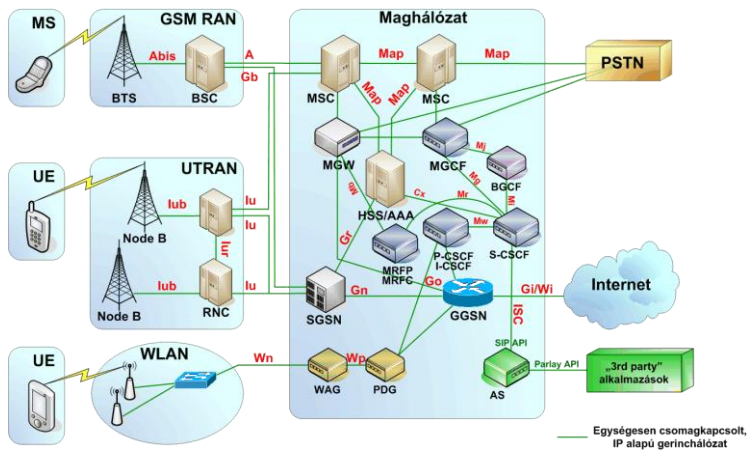 MS
GSM RAN
Maghálózat
Abis
A
Gb
Map
Map
PSTN
BTS
BSC
MSC
MSC
Map
Map
MGW
MGCF
Mj
BGCF
UE
UTRAN
Iub
Iu
Iu
Node B
Mb
HSS/AAA
Cx
Mr
Mg
Mi
Mw
Iur
Gr
MRFP
MRFC
P-CSCF
I-CSCF
S-CSCF
Iub
Iu
Node B
RNC
SGSN
Gn
Go
GGSN
Gi/Wi
Internet
ISC
UE
WLAN
Wn
WAG
Wp
PDG
SIP API
AS
Parlay API
„3rd party”
alkalmazások
Egységesen csomagkapcsolt,
IP alapú gerinchálózat